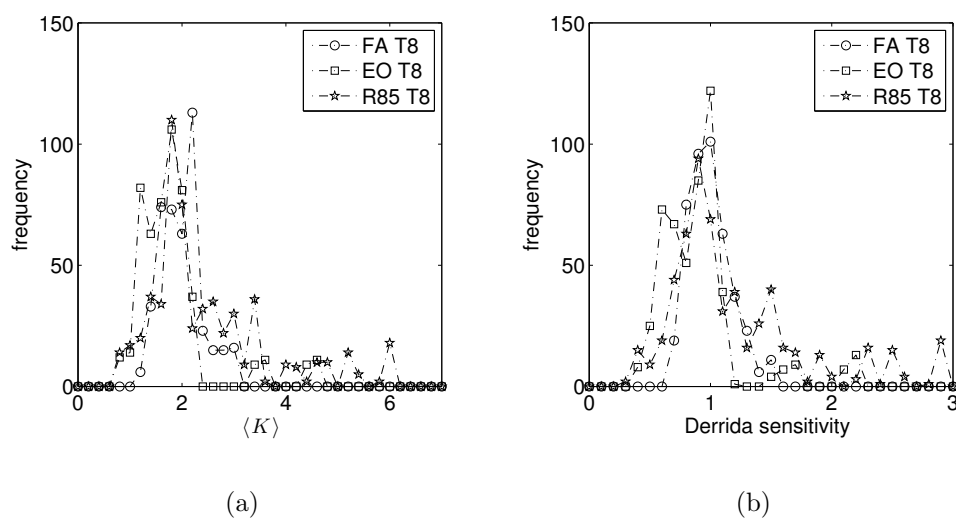 150
100
50
0
frequency
0 2 4 6
⟨K⟩
FA T8
EO T8
R85 T8
(a)
150
100
50
0
frequency
0 1 2 3
Derrida sensitivity
FA T8
EO T8
R85 T8
(b)